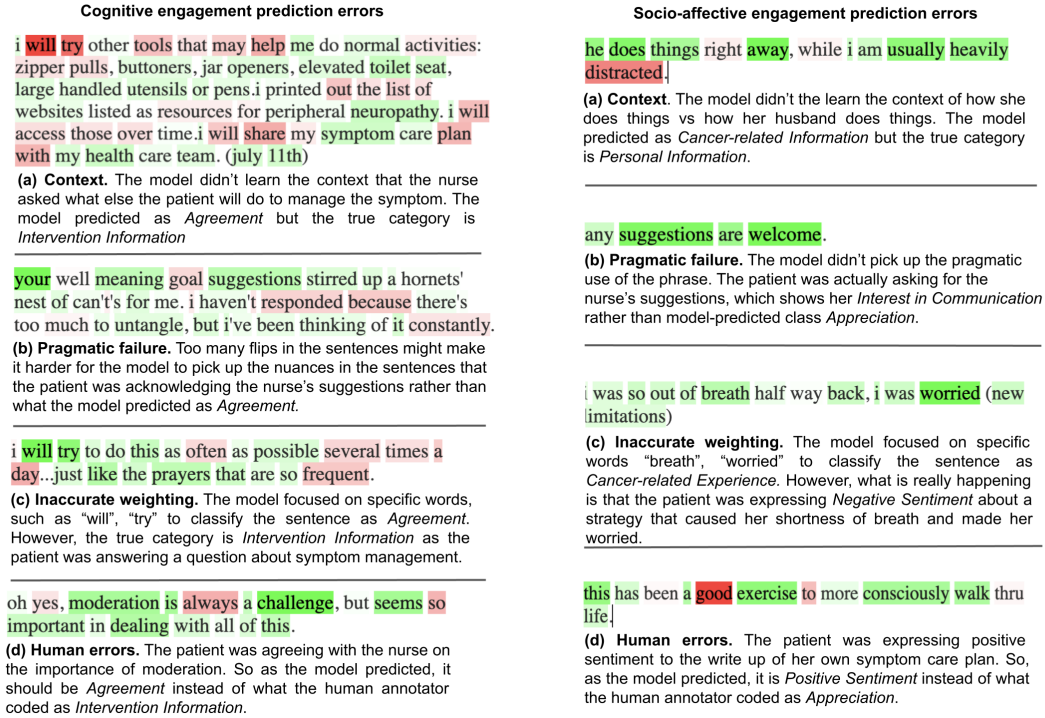 Cognitive engagement prediction errors
i will try other tools that may help me do normal activities:
zipper pulls, buttoners, jar openers, elevated toilet seat,
large handled utensils or pens.i printed out the list of
websites listed as resources for peripheral neuropathy. i will
access those over time.i will share my symptom care plan
with my health care team. (july 11th)
(a) Context. The model didn't learn the context that the nurse
asked what else the patient will do to manage the symptom. The
model predicted as Agreement but the true category is
Intervention Information
your well meaning goal suggestions stirred up a hornets'
nest of can't's for me. i haven't responded because there's
too much to untangle, but i've been thinking of it constantly.
(b) Pragmatic failure. Too many flips in the sentences might make
it harder for the model to pick up the nuances in the sentences that
the patient was acknowledging the nurse's suggestions rather than
what the model predicted as Agreement.
i will try to do this as often as possible several times a
day...just like the prayers that are so frequent.
(c) Inaccurate weighting. The model focused on specific words,
such as "will", "try" to classify the sentence as Agreement.
However, the true category is Intervention Information as the
patient was answering a question about symptom management.
oh yes, moderation is always a challenge, but seems so
important in dealing with all of this.
(d) Human errors. The patient was agreeing with the nurse on
the importance of moderation. So as the model predicted, it
should be Agreement instead of what the human annotator
coded as Intervention Information.
Socio-affective engagement prediction errors
he does things right away, while i am usually heavily
distracted.
(a) Context. The model didn't the learn the context of how she
does things vs how her husband does things. The model
predicted as Cancer-related Information but the true category
is Personal Information.
any suggestions are welcome.
(b) Pragmatic failure. The model didn't pick up the pragmatic
use of the phrase. The patient was actually asking for the
nurse's suggestions, which shows her Interest in Communication
rather than model-predicted class Appreciation.
i was so out of breath half way back, i was worried (new
limitations)
(c) Inaccurate weighting. The model focused on specific
words "breath", "worried" to classify the sentence as
Cancer-related Experience. However, what is really happening
is that the patient was expressing Negative Sentiment about a
strategy that caused her shortness of breath and made her
worried.
this has been a good exercise to more consciously walk thru
life.
(d) Human errors. The patient was expressing positive
sentiment to the write up of her own symptom care plan. So,
as the model predicted, it is Positive Sentiment instead of what
the human annotator coded as Appreciation.